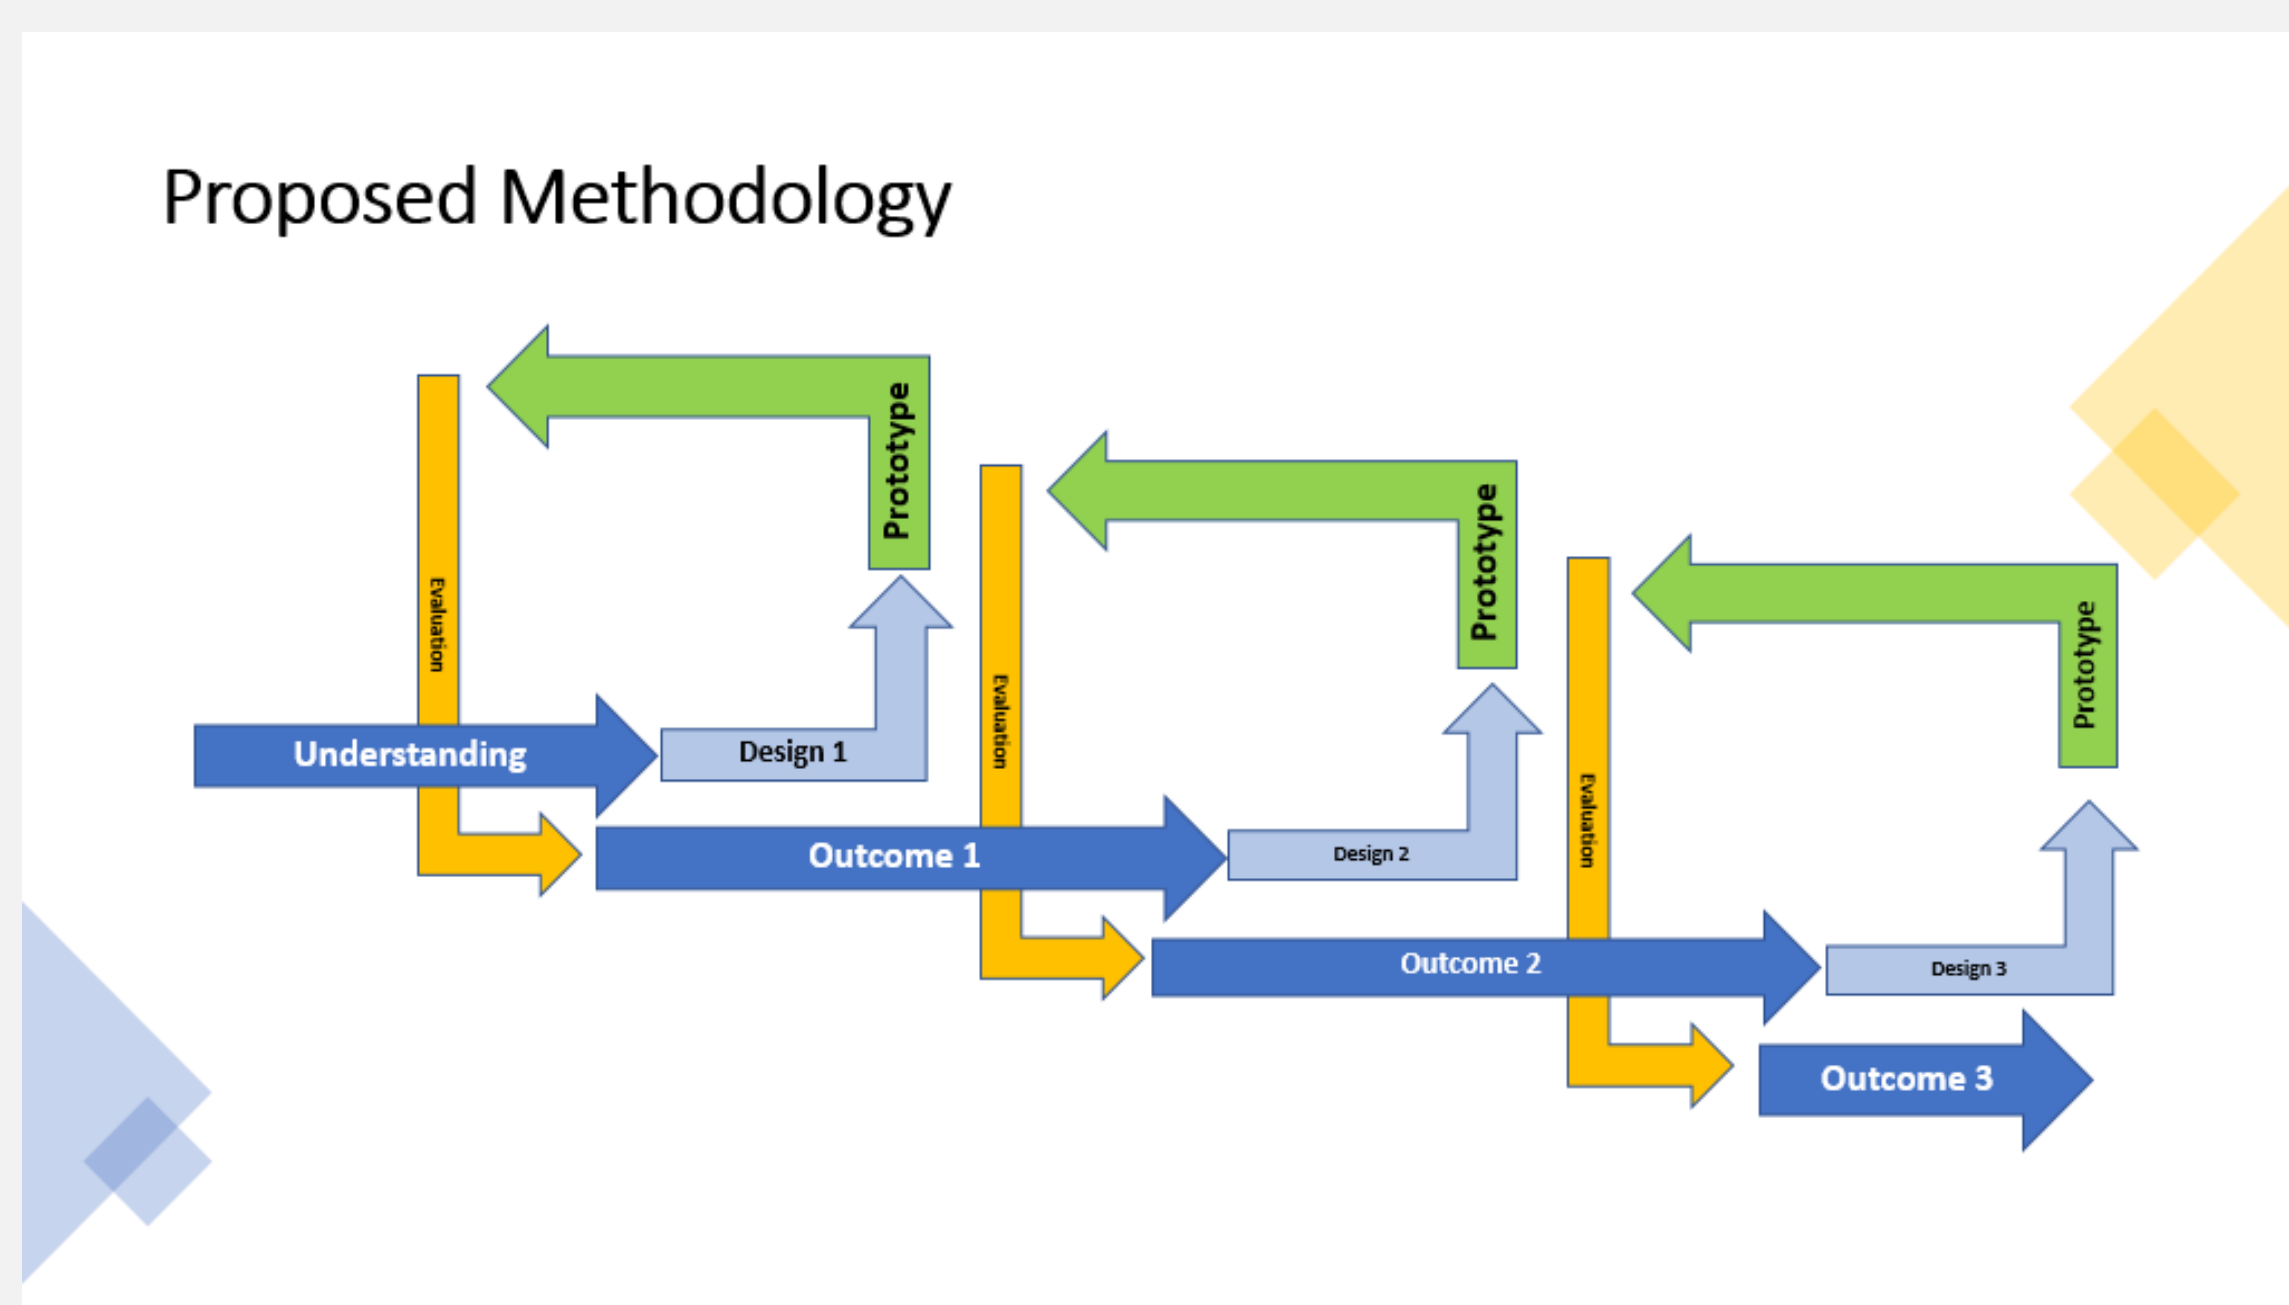 Proposed Methodology
Prototype
Evaluation
Understanding
Design 1
Prototype
Evaluation
Outcome 1
Design 2
Prototype
Evaluation
Outcome 2
Design 3
Outcome 3